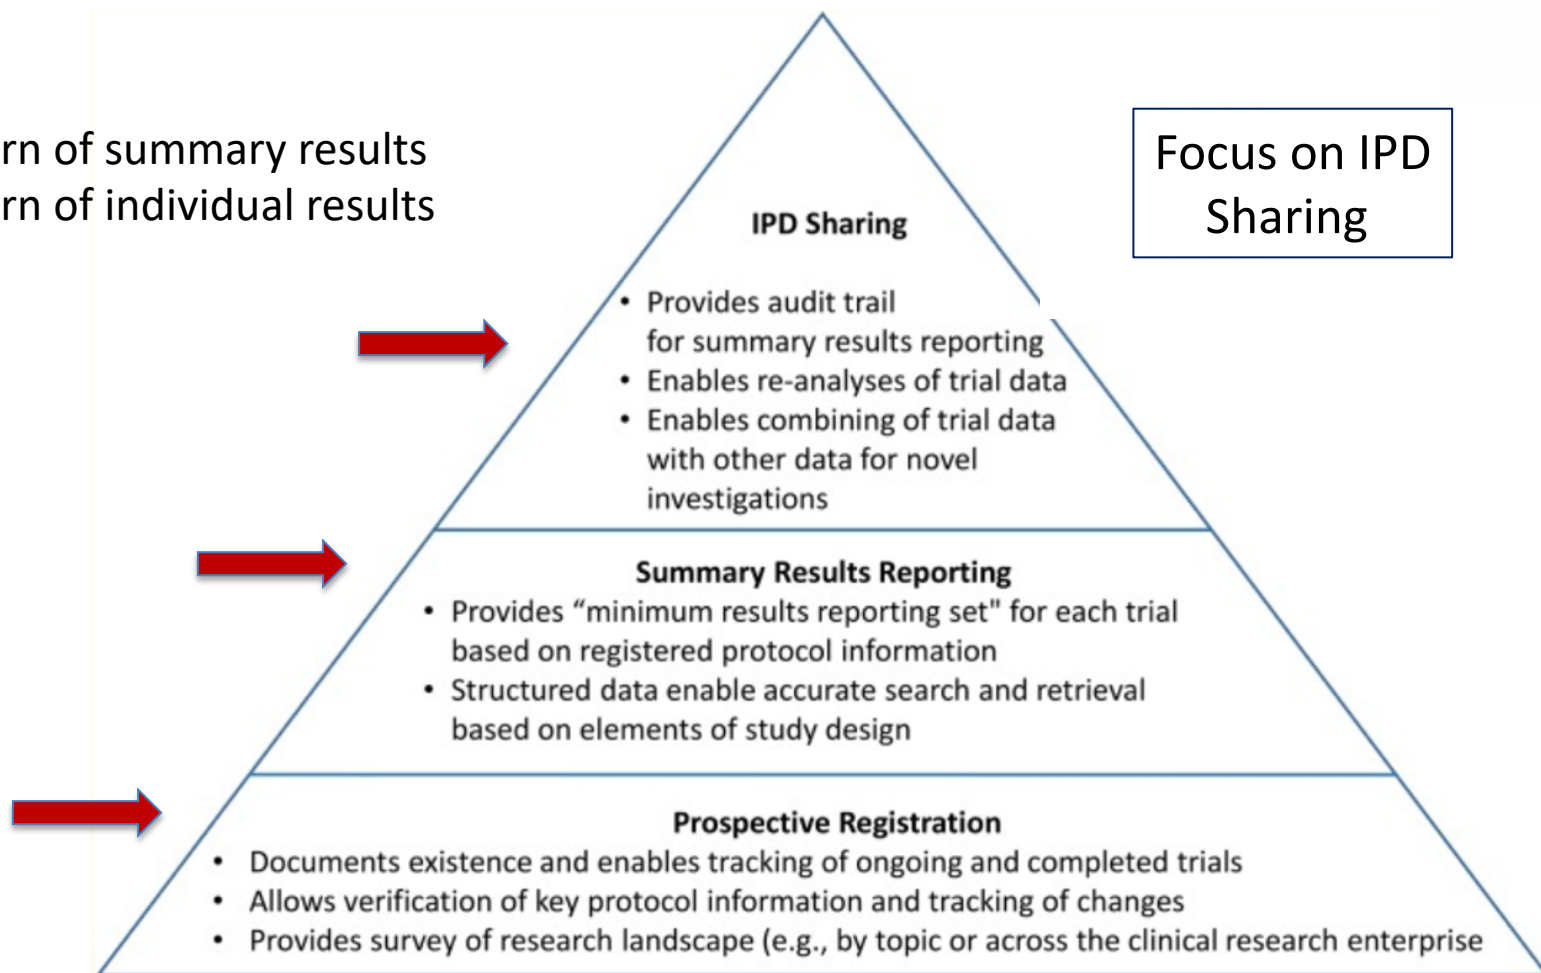 rn of summary results
rn of individual results
Focus on IPD
Sharing
IPD Sharing
• Provides audit trail
for summary results reporting
• Enables re-analyses of trial data
• Enables combining of trial data
with other data for novel
investigations
Summary Results Reporting
• Provides “minimum results reporting set" for each trial
based on registered protocol information
• Structured data enable accurate search and retrieval
based on elements of study design
Prospective Registration
• Documents existence and enables tracking of ongoing and completed trials
• Allows verification of key protocol information and tracking of changes
• Provides survey of research landscape (e.g., by topic or across the clinical research enterprise